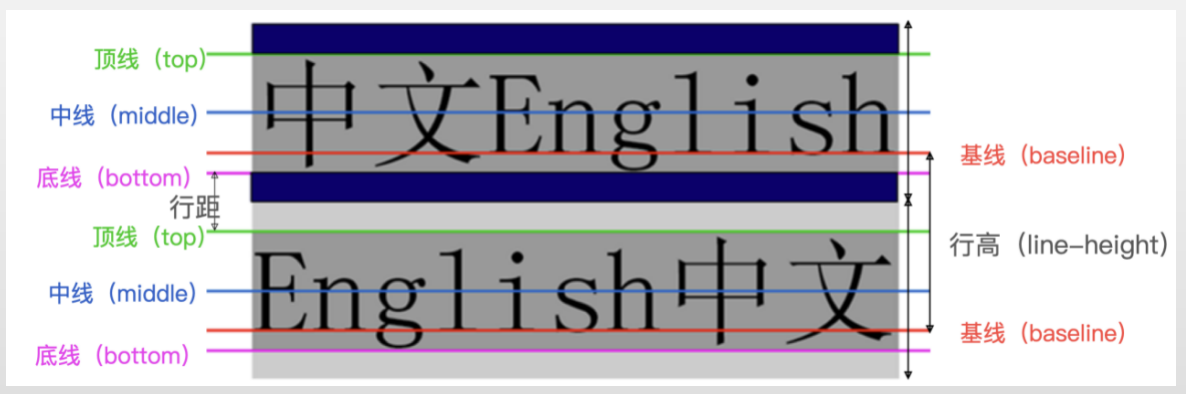 顶线（top)
中文English
中线（middle)
基线（baseline)
底线（bottom)
行距
顶线（top)
行高（line-height)
English中文
中线（middle)
基线（baseline)
底线（bottom)